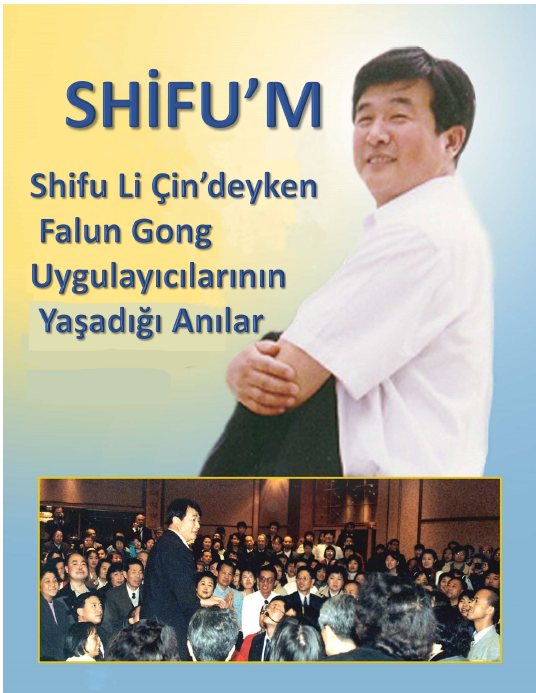 SHİFU’M
Shifu Li Çin’deyken
Falun Gong
Uygulayıcılarının
Yaşadığı Anılar